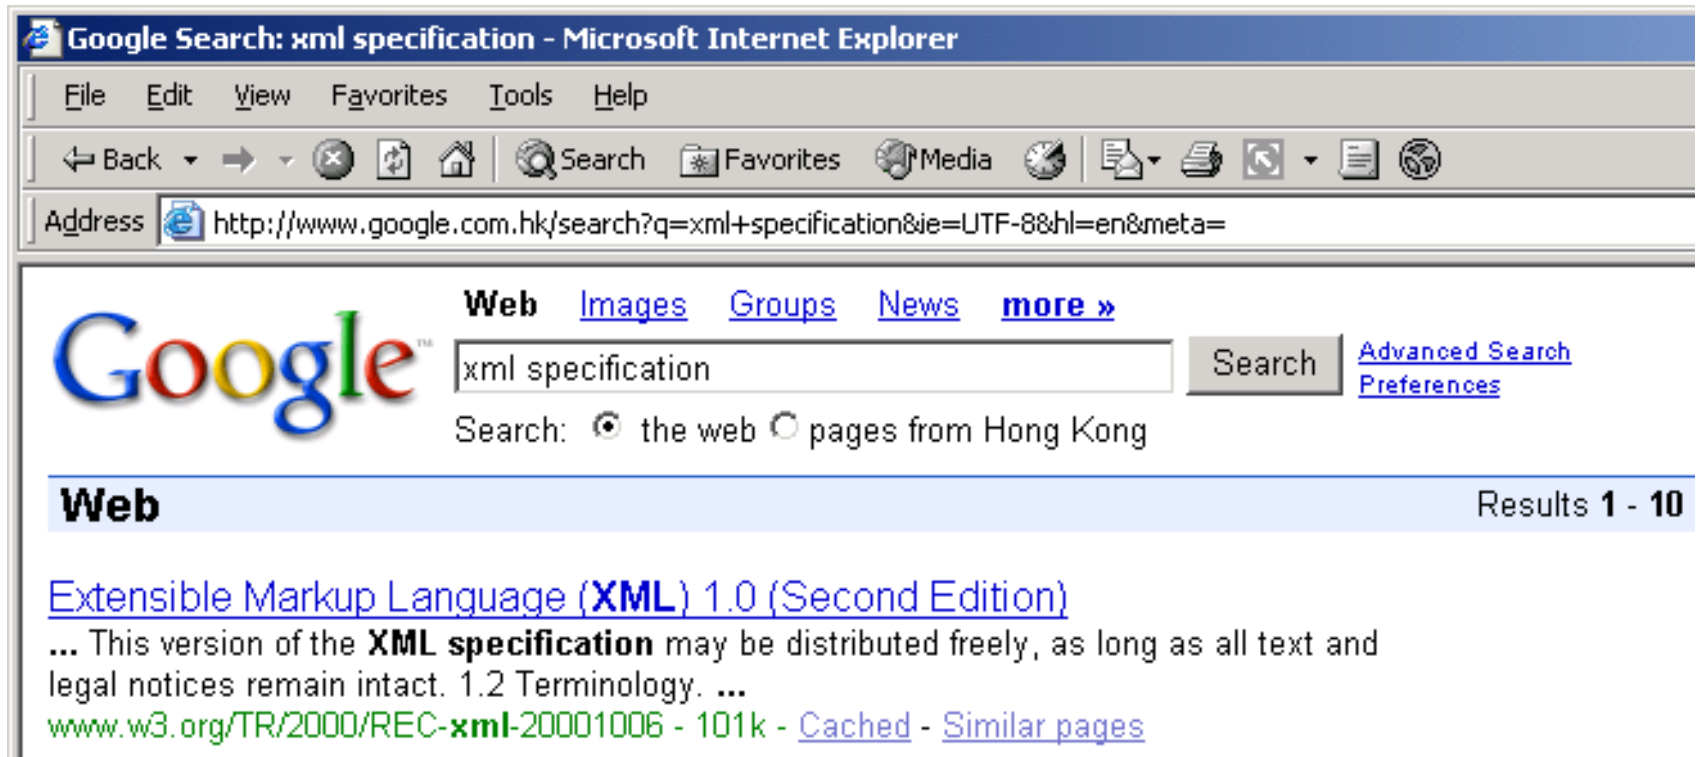 Google Search: xml specification - Microsoft Internet Explorer
File Edit View Favorites Tools Help
Back Search Favorites Media
Address http://www.google.com.hk/search?q=xml+specification&ie=UTF-8&hl=en&meta=
Web Images Groups News more »
Google™
xml specification Search Advanced Search
Preferences
Search: the web pages from Hong Kong
Web Results 1 - 10
Extensible Markup Language (XML) 1.0 (Second Edition)
... This version of the XML specification may be distributed freely, as long as all text and
legal notices remain intact. 1.2 Terminology. ...
www.w3.org/TR/2000/REC-xml-20001006 - 101k - Cached - Similar pages